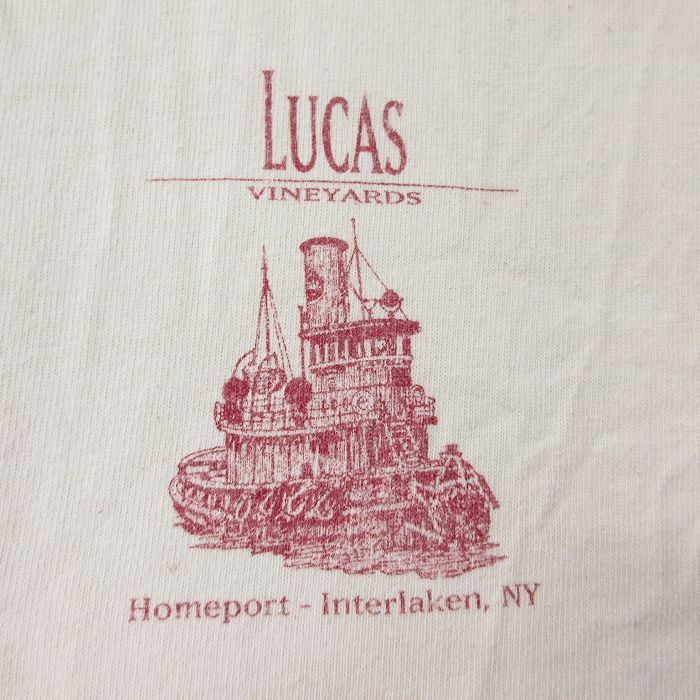 LUCAS
VINEYARDS
Homeport - Interlaken, NY